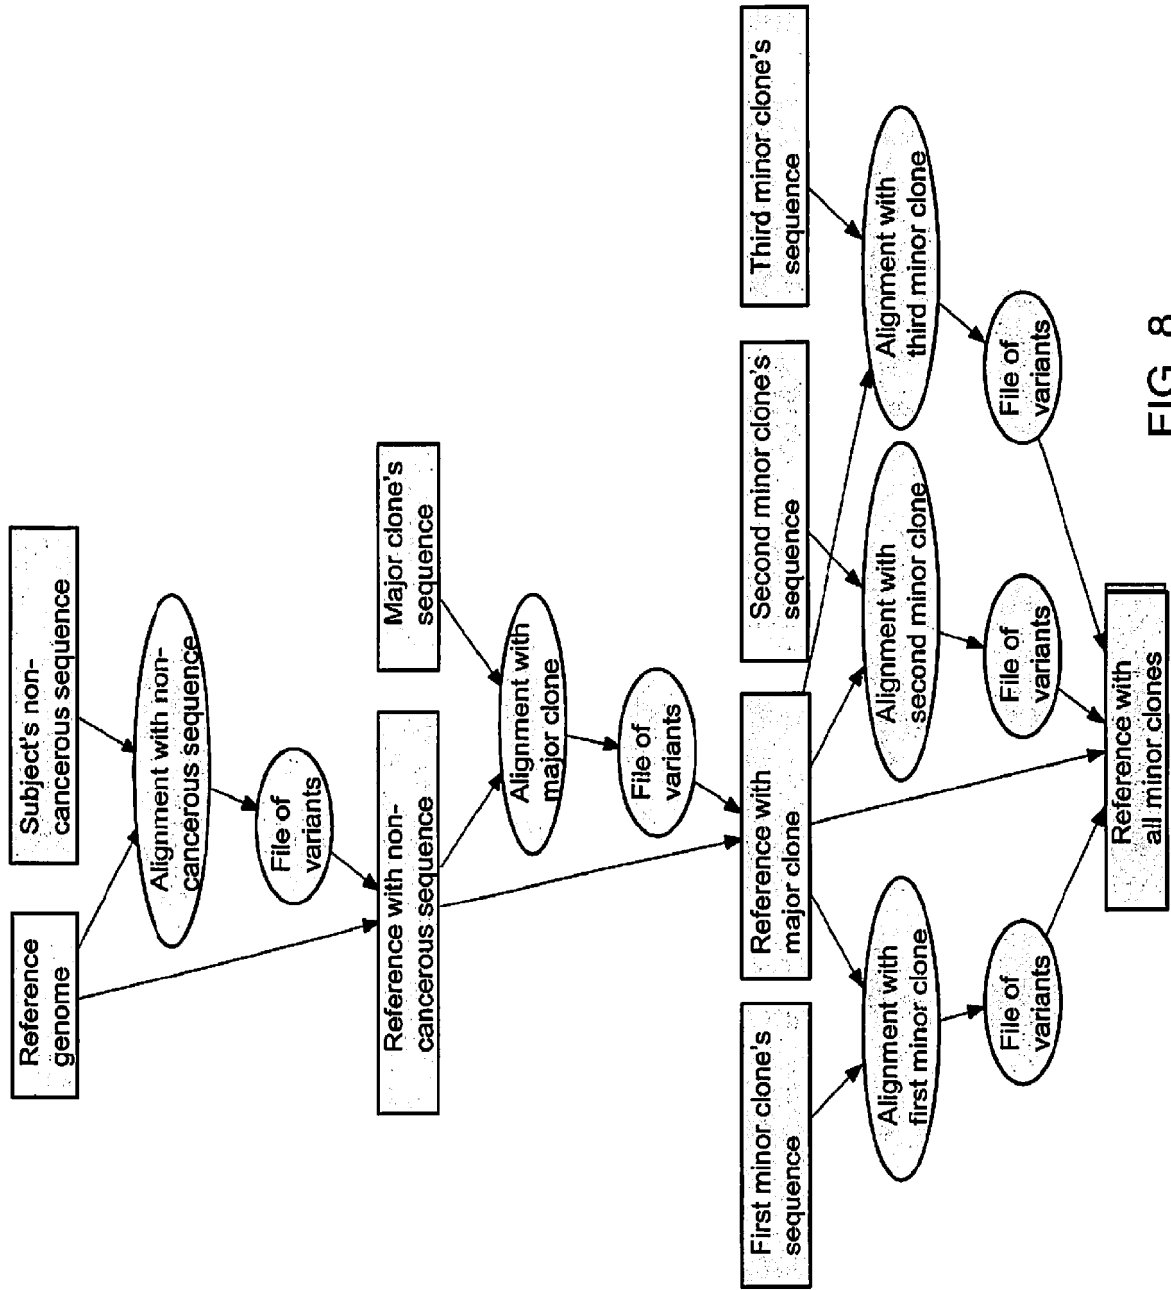 Reference
genome
Subject's non-
cancerous sequence
Alignment with non-
cancerous sequence
File of
variants
Reference with non-
cancerous sequence
Major clone's
sequence
Alignment with
major clone
File of
variants
First minor clone's
sequence
Reference with
major clone
Second minor clone's
sequence
Third minor clone's
sequence
Alignment with
first minor clone
Alignment with
second minor clone
Alignment with
third minor clone
File of
variants
File of
variants
File of
variants
Reference with
all minor clones
FIG. 8